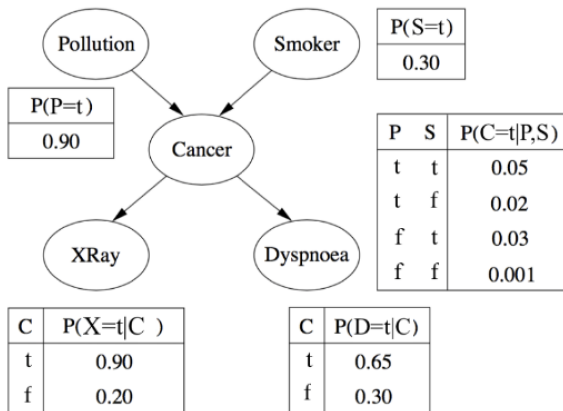 Pollution
Smoker
P(S=t)
0.30
P(P=t)
0.90
Cancer
P S P(C=t|P,S)
t t 0.05
t f 0.02
f t 0.03
f f 0.001
XRay
Dyspnoea
C P(X=t|C )
t 0.90
f 0.20
C P(D=t|C)
t 0.65
f 0.30